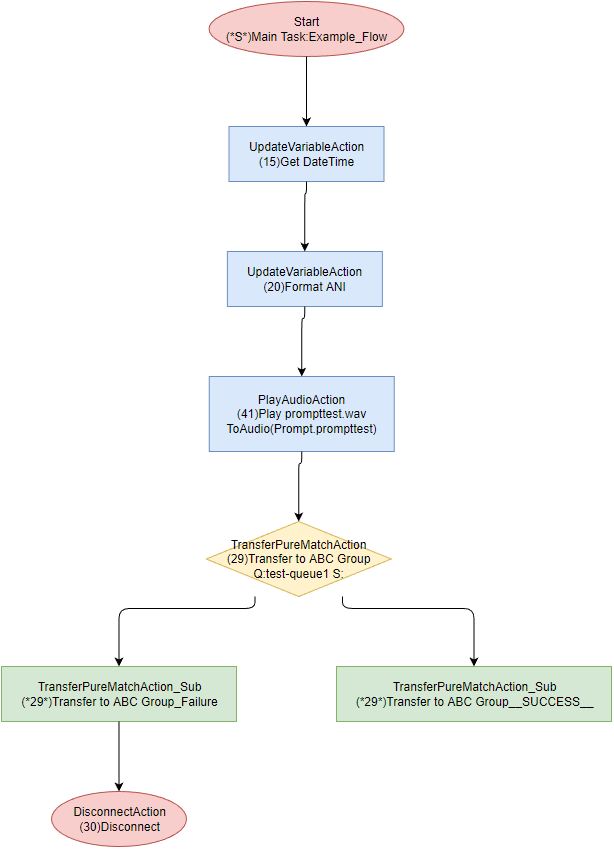 Start
(*S*)Main Task:Example_Flow
UpdateVariableAction
(15)Get DateTime
UpdateVariableAction
(20)Format ANI
PlayAudioAction
(41)Play prompttest.wav
ToAudio(Prompt.prompttest)
TransferPureMatchAction
(29)Transfer to ABC Group
Q:test-queue1 S:
TransferPureMatchAction_Sub
(*29*)Transfer to ABC Group_Failure
TransferPureMatchAction_Sub
(*29*)Transfer to ABC Group__SUCCESS__
DisconnectAction
(30)Disconnect